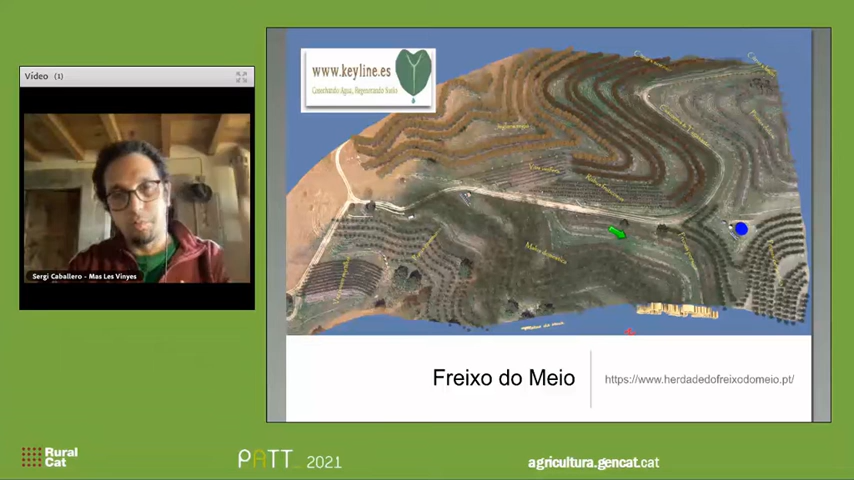 Vídeo (1)
Sergi Caballero - Mas Les Vinyes
www.keyline.es
Cosechando Agua, Regenerando Suelo
Freixo do Meio
https://www.herdadedofreixodomeio.pt/
Rural
Cat
PATT 2021
agricultura.gencat.cat